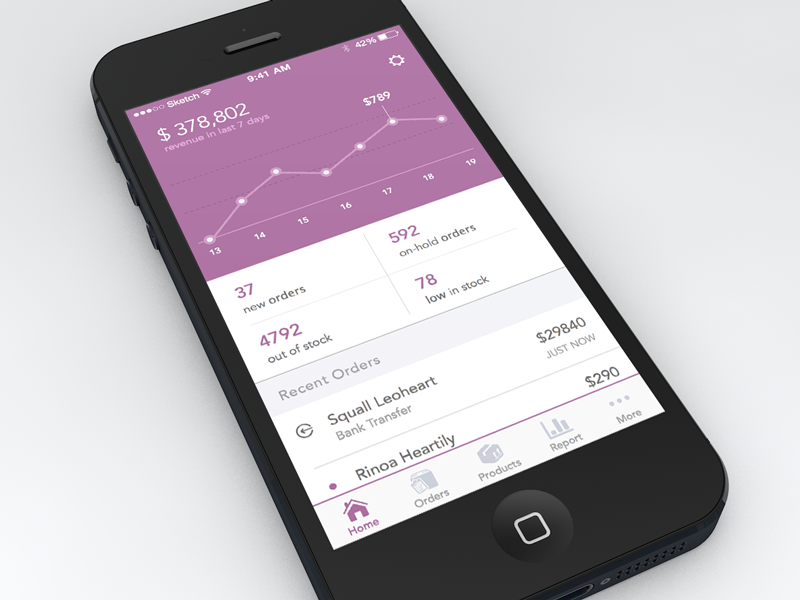 Sketch
9:41 AM
42%
$ 378,802
revenue in last 7 days
$789
13 14 15 16 17 18 19
37
new orders
592
on-hold orders
4792
out of stock
78
low in stock
Recent Orders
Squall Leoheart
$29840
Bank Transfer
JUST NOW
Rinoa Heartily
$290
Home
Orders
Products
Report
More